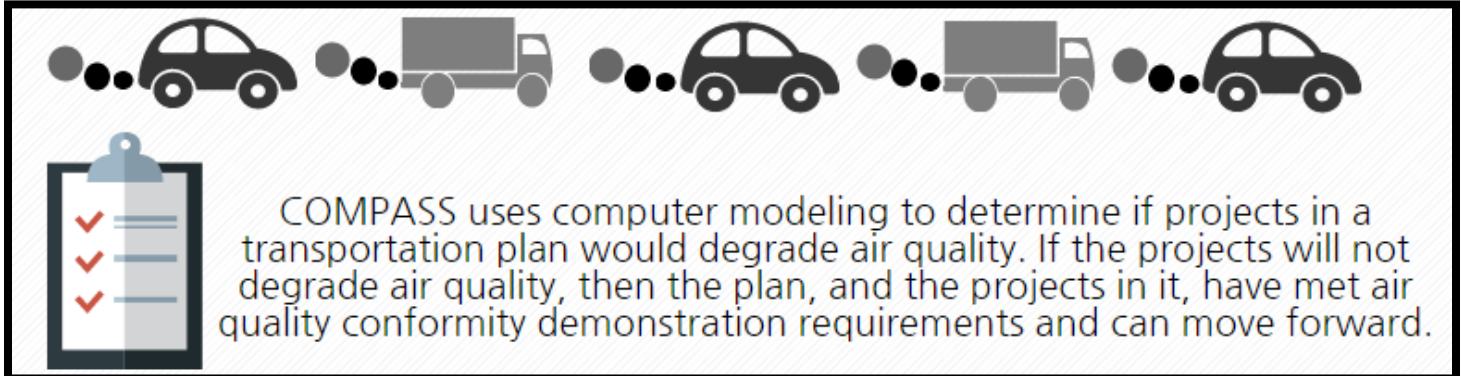 COMPASS uses computer modeling to determine if projects in a
transportation plan would degrade air quality. If the projects will not
degrade air quality, then the plan, and the projects in it, have met air
quality conformity demonstration requirements and can move forward.